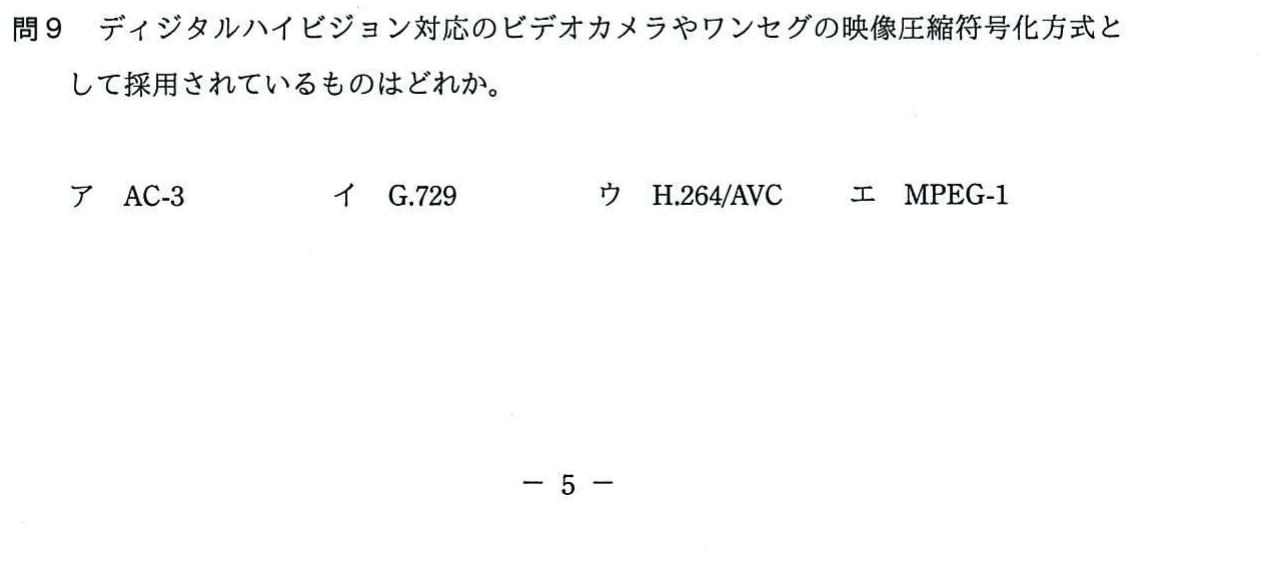 問9　ディジタルハイビジョン対応のビデオカメラやワンセグの映像圧縮符号化方式と
して採用されているものはどれか。
ア　AC-3　イ　G.729　ウ　H.264/AVC　エ　MPEG-1
－ 5 －